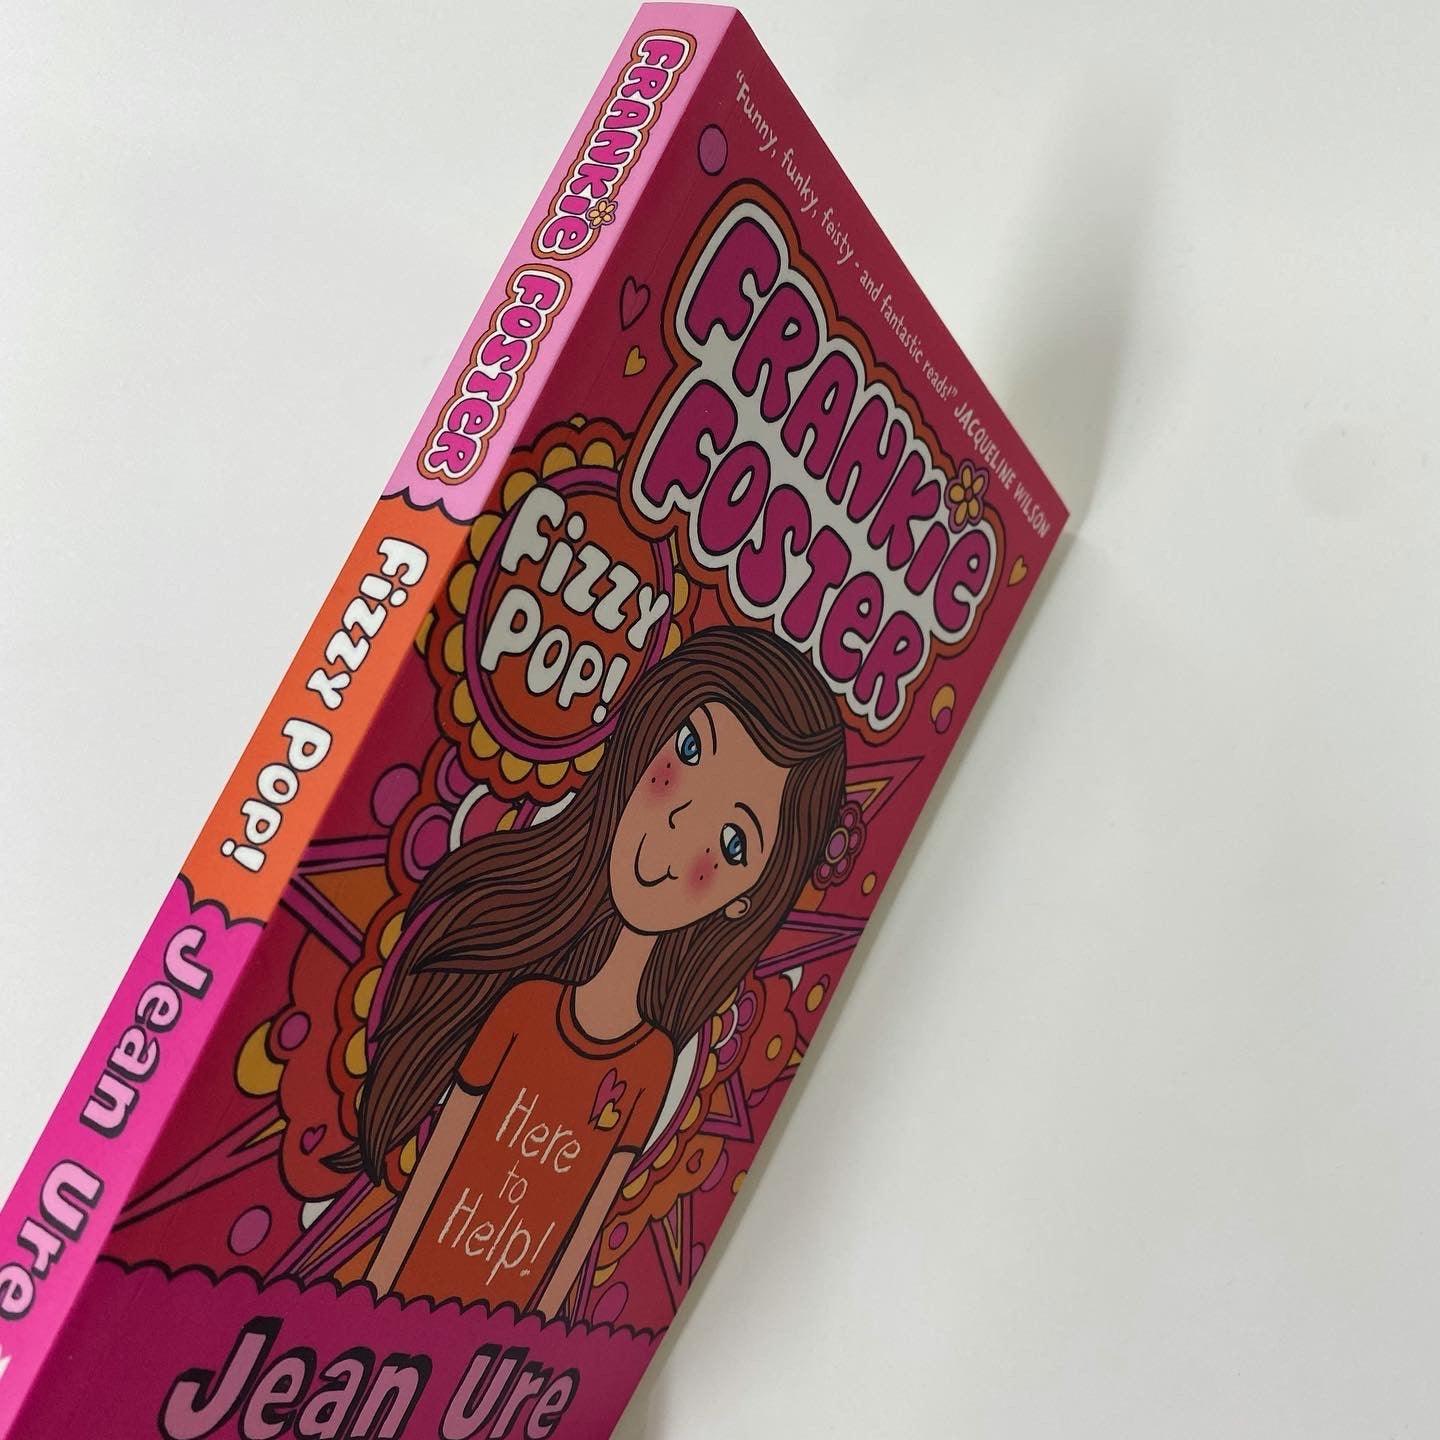 FRANKiE FOSTER
Fizzy Pop!
Jean Ure
"Funny, funky, feisty - and fantastic reads!" JACQUELINE WILSON
FRANKiE
FOSTER
Fizzy
Pop!
Here
to
Help!
Jean Ure